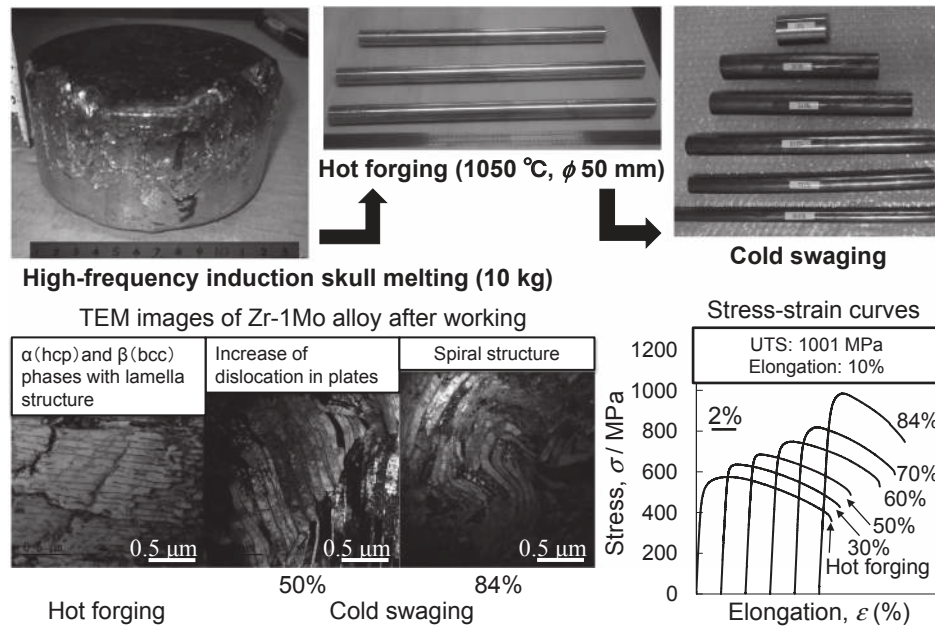 Hot forging (1050 ℃, ϕ 50 mm)
Cold swaging
High-frequency induction skull melting (10 kg)
TEM images of Zr-1Mo alloy after working
α(hcp)and β(bcc)
phases with lamella
structure
Increase of
dislocation in plates
Spiral structure
0.5 μm
0.5 μm
0.5 μm
50%
84%
Hot forging
Cold swaging
Stress-strain curves
UTS: 1001 MPa
Elongation: 10%
Stress, σ / MPa
1200
1000
800
600
400
200
0
2%
84%
70%
60%
50%
30%
Hot forging
Elongation, ε (%)